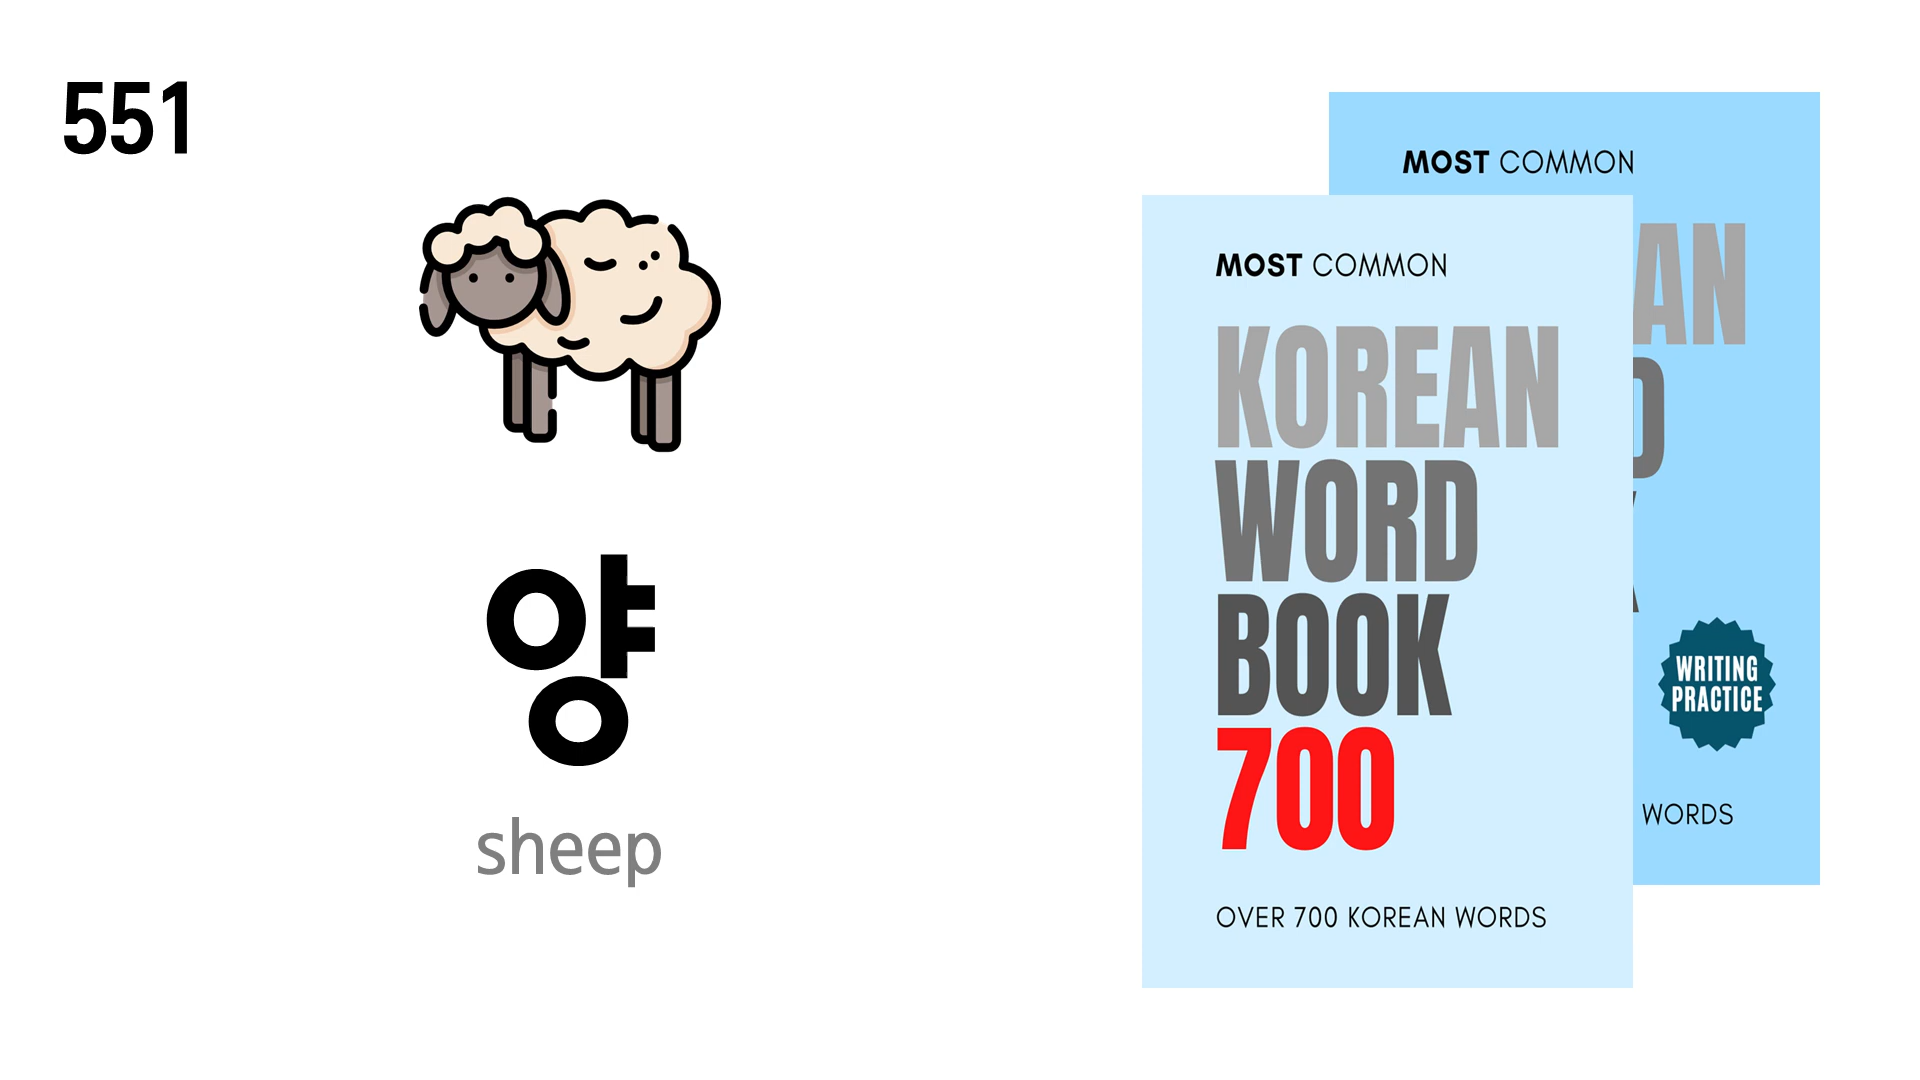 551
양
sheep
MOST COMMON
KOREAN
WORD
BOOK
700
OVER 700 KOREAN WORDS
MOST COMMON
WRITING
PRACTICE
WORDS